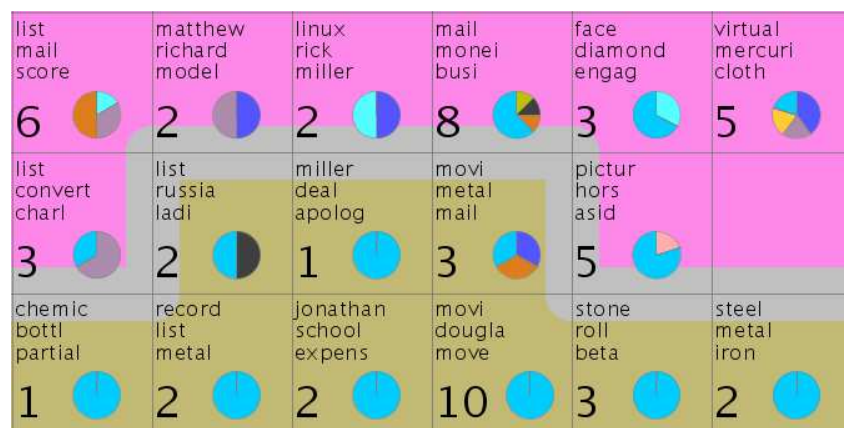 list
mail
score
6
matthew
richard
model
2
linux
rick
miller
2
mail
monei
busi
8
face
diamond
engag
3
virtual
mercuri
cloth
5
list
convert
charl
3
list
russia
ladi
2
miller
deal
apolog
1
movi
metal
mail
3
pictur
hors
asid
5
chemic
bottl
partial
1
record
list
metal
2
jonathan
school
expens
2
movi
dougla
move
10
stone
roll
beta
3
steel
metal
iron
2